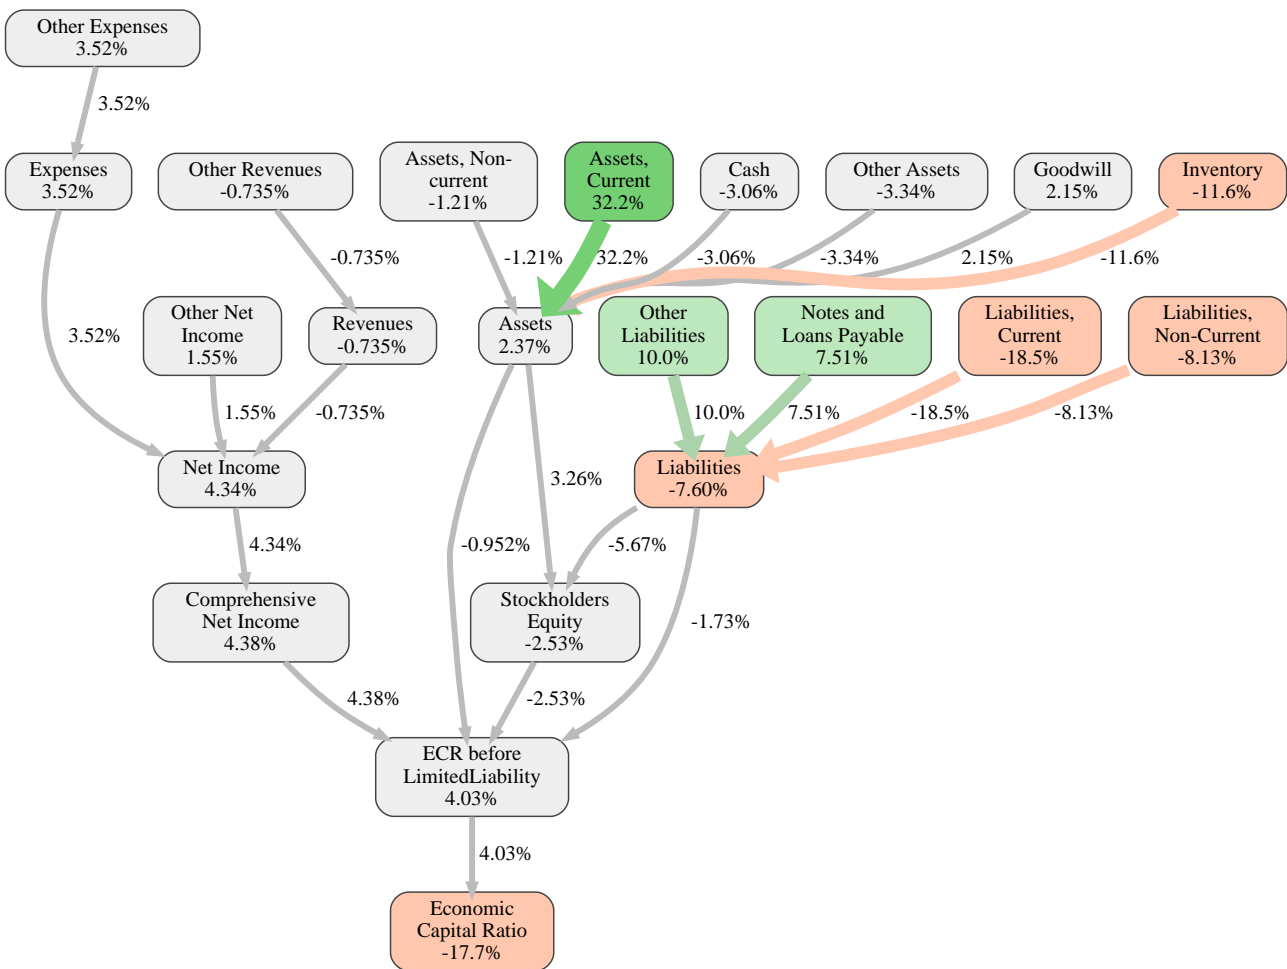 Other Expenses
3.52%
3.52%
Expenses
3.52%
Other Revenues
-0.735%
Assets, Non-
current
-1.21%
Assets,
Current
32.2%
Cash
-3.06%
Other Assets
-3.34%
Goodwill
2.15%
Inventory
-11.6%
-0.735%
-1.21%
32.2%
-3.06%
-3.34%
2.15%
-11.6%
3.52%
Other Net
Income
1.55%
Revenues
-0.735%
Assets
2.37%
Other
Liabilities
10.0%
Notes and
Loans Payable
7.51%
Liabilities,
Current
-18.5%
Liabilities,
Non-Current
-8.13%
1.55%
-0.735%
10.0%
7.51%
-18.5%
-8.13%
Net Income
4.34%
3.26%
Liabilities
-7.60%
4.34%
-0.952%
-5.67%
Comprehensive
Net Income
4.38%
Stockholders
Equity
-2.53%
-1.73%
4.38%
-2.53%
ECR before
LimitedLiability
4.03%
4.03%
Economic
Capital Ratio
-17.7%